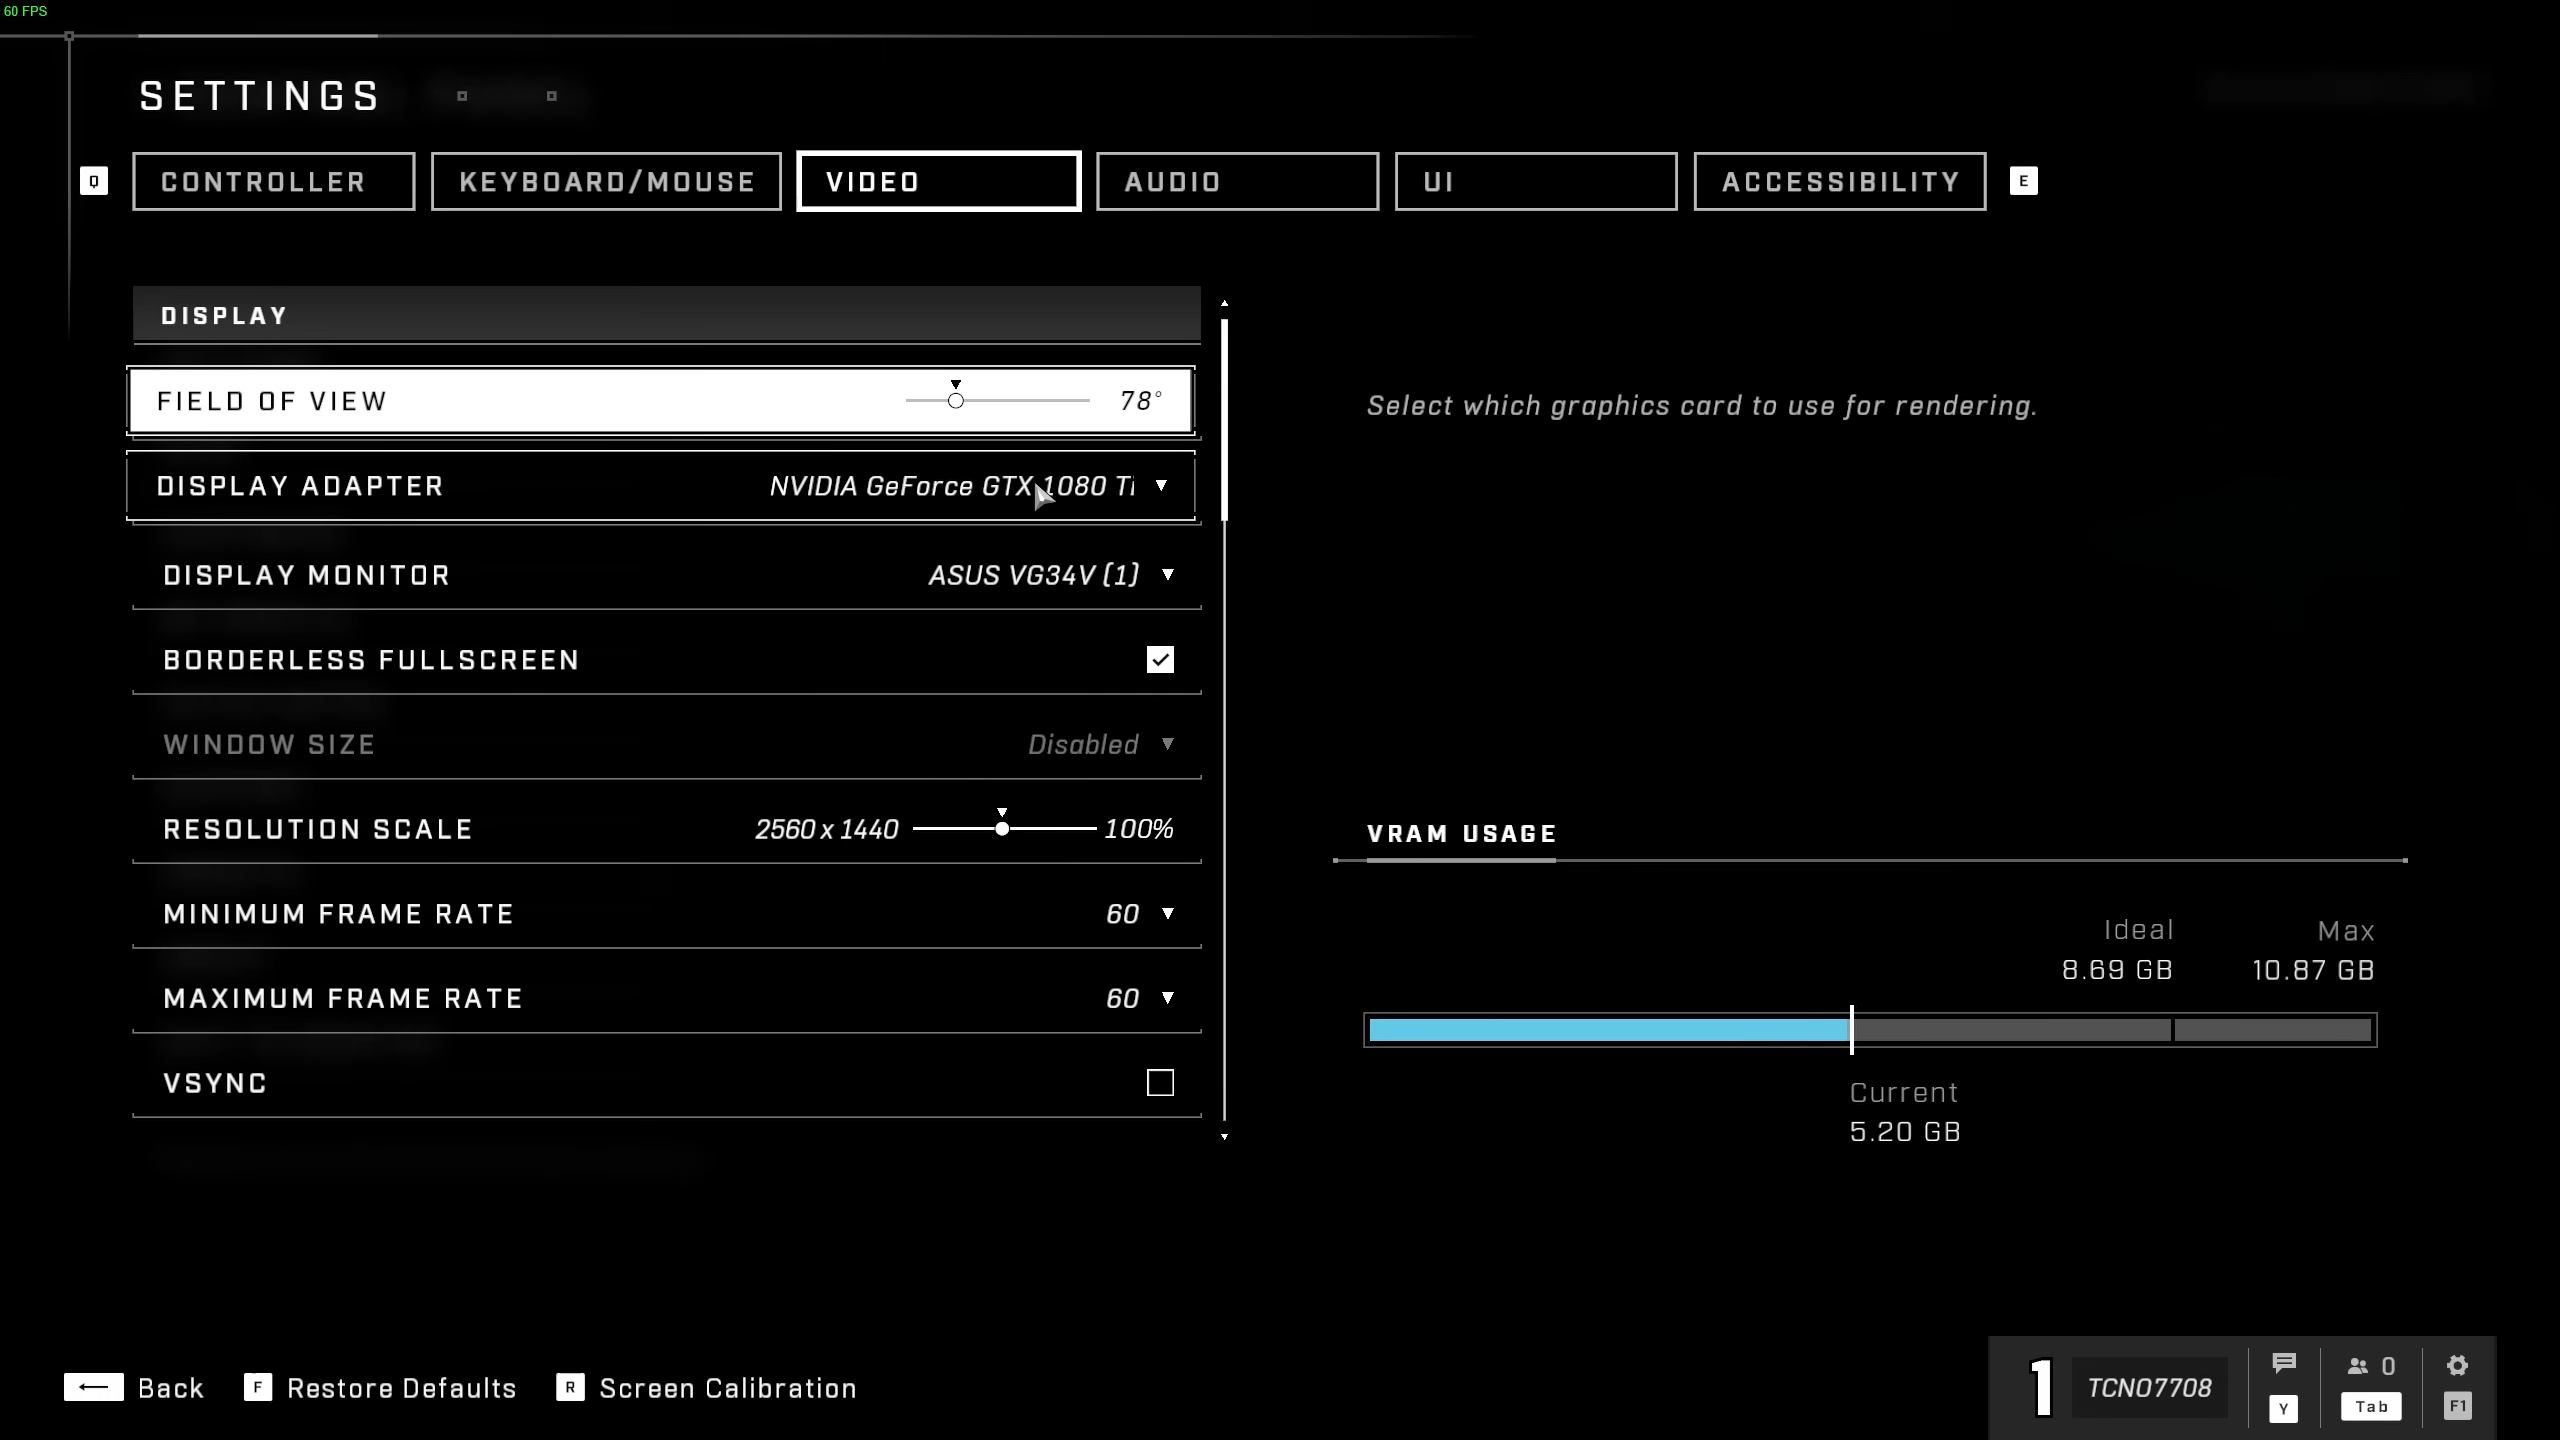 60 FPS
SETTINGS
Q CONTROLLER KEYBOARD/MOUSE VIDEO AUDIO UI ACCESSIBILITY E
DISPLAY
FIELD OF VIEW 78°
Select which graphics card to use for rendering.
DISPLAY ADAPTER NVIDIA GeForce GTX 1080 Ti
DISPLAY MONITOR ASUS VG34V (1)
BORDERLESS FULLSCREEN
WINDOW SIZE Disabled
RESOLUTION SCALE 2560 x 1440 100%
MINIMUM FRAME RATE 60
MAXIMUM FRAME RATE 60
VSYNC
VRAM USAGE
Ideal Max
8.69 GB 10.87 GB
Current
5.20 GB
Back F Restore Defaults R Screen Calibration
1 TCNO7708 0
Y Tab F1